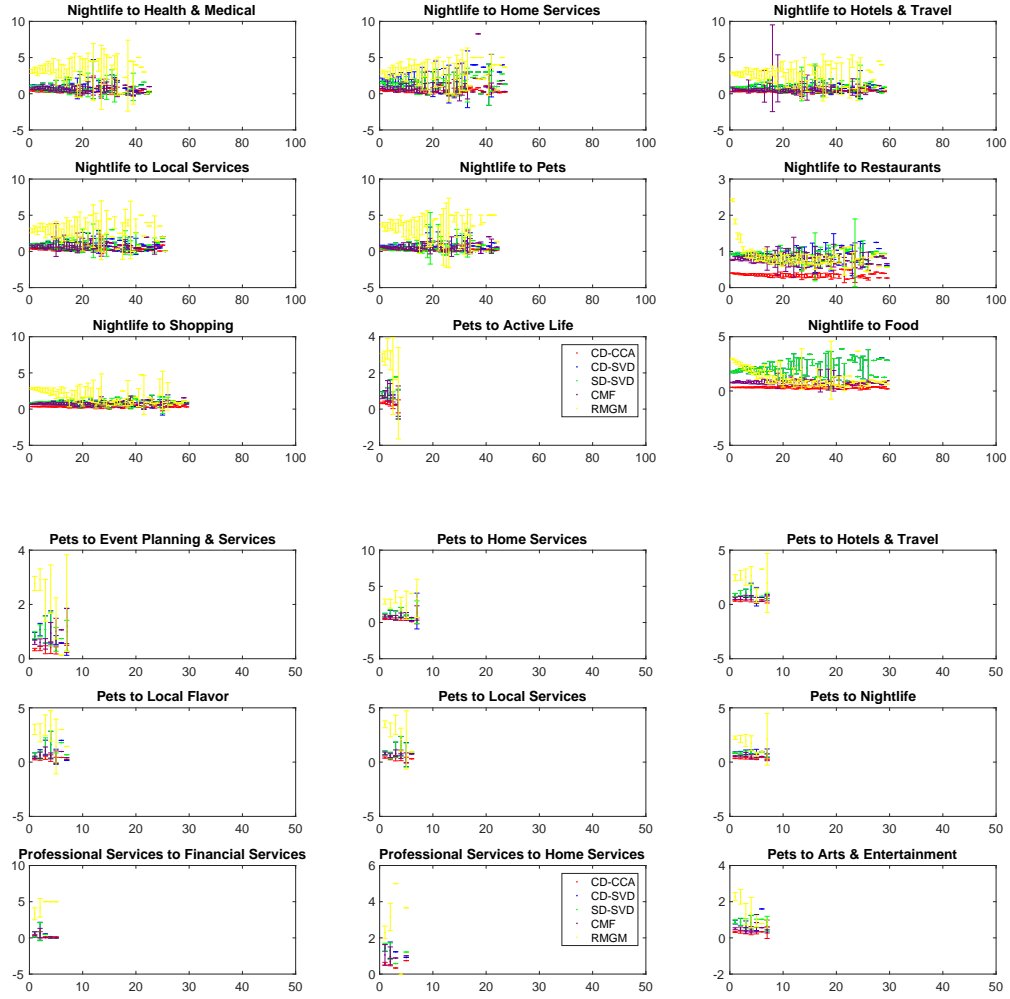 Nightlife to Health & Medical
10
5
0
-5
0 20 40 60 80 100
Nightlife to Home Services
10
5
0
-5
0 20 40 60 80 100
Nightlife to Hotels & Travel
10
5
0
-5
0 20 40 60 80 100
Nightlife to Local Services
10
5
0
-5
0 20 40 60 80 100
Nightlife to Pets
10
5
0
-5
0 20 40 60 80 100
Nightlife to Restaurants
3
2
1
0
0 20 40 60 80 100
Nightlife to Shopping
10
5
0
-5
0 20 40 60 80 100
Pets to Active Life
4
2
0
-2
0 10 20 30 40 50
CD-CCA
CD-SVD
SD-SVD
CMF
RMGM
Nightlife to Food
5
0
-5
0 20 40 60 80 100
Pets to Event Planning & Services
4
2
0
0 10 20 30 40 50
Pets to Home Services
10
5
0
-5
0 10 20 30 40 50
Pets to Hotels & Travel
5
0
-5
0 10 20 30 40 50
Pets to Local Flavor
5
0
-5
0 10 20 30 40 50
Pets to Local Services
5
0
-5
0 10 20 30 40 50
Pets to Nightlife
5
0
-5
0 10 20 30 40 50
Professional Services to Financial Services
10
5
0
-5
0 10 20 30 40 50
Professional Services to Home Services
6
4
2
0
0 10 20 30 40 50
CD-CCA
CD-SVD
SD-SVD
CMF
RMGM
Pets to Arts & Entertainment
4
2
0
-2
0 10 20 30 40 50